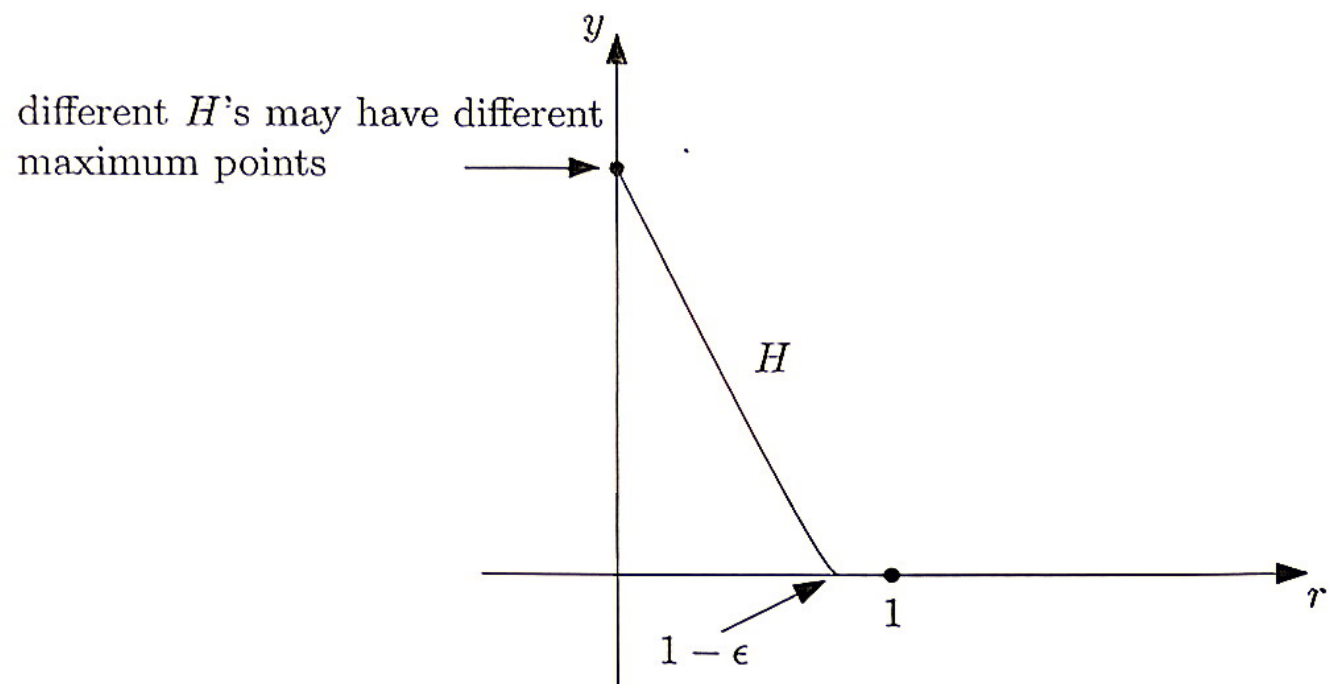 y
different H's may have different
maximum points
H
1
r
1 − ϵ